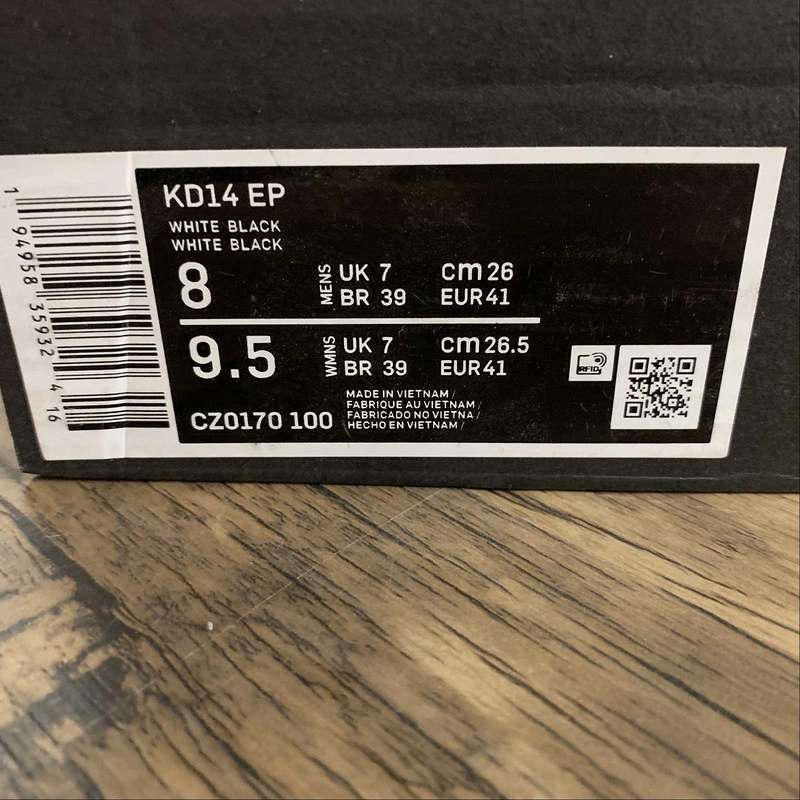 KD14 EP
WHITE BLACK
WHITE BLACK
8 MENS UK 7 cm 26
BR 39 EUR 41
9.5 WMNS UK 7 cm 26.5
BR 39 EUR 41
CZ0170 100
MADE IN VIETNAM /
FABRIQUE AU VIETNAM /
FABRICADO NO VIETNA /
HECHO EN VIETNAM /
RFID
1 94958 35932 4 16